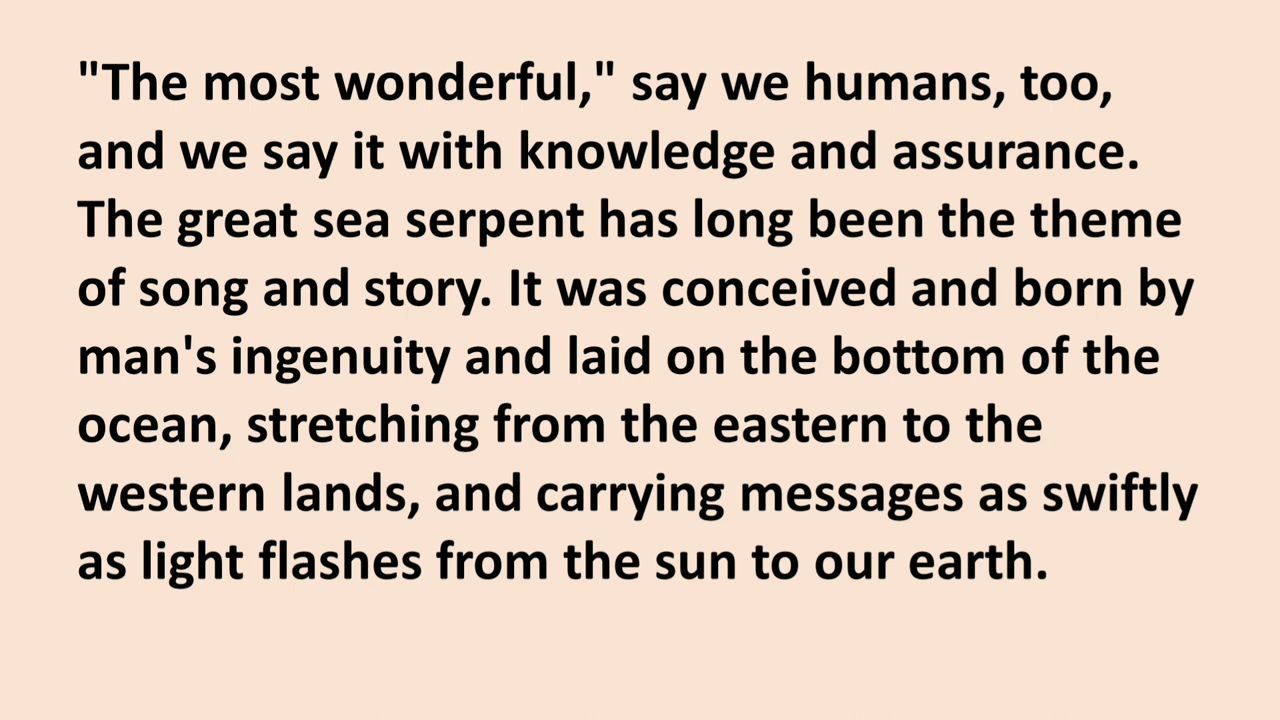 "The most wonderful," say we humans, too,
and we say it with knowledge and assurance.
The great sea serpent has long been the theme
of song and story. It was conceived and born by
man's ingenuity and laid on the bottom of the
ocean, stretching from the eastern to the
western lands, and carrying messages as swiftly
as light flashes from the sun to our earth.